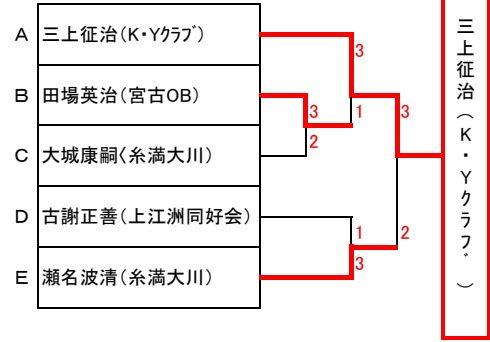 A 三上征治(K・Yｸﾗﾌﾞ)
B 田場英治(宮古OB)
C 大城康嗣(糸満大川)
D 古謝正善(上江洲同好会)
E 瀬名波清(糸満大川)
3
3
1
3
2
1
2
3
三上征治(K・Yｸﾗﾌﾞ)